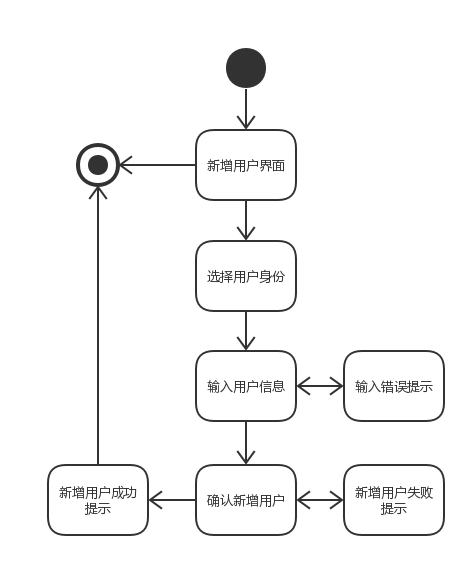 新增用户界面
选择用户身份
输入用户信息
输入错误提示
新增用户成功
提示
确认新增用户
新增用户失败
提示